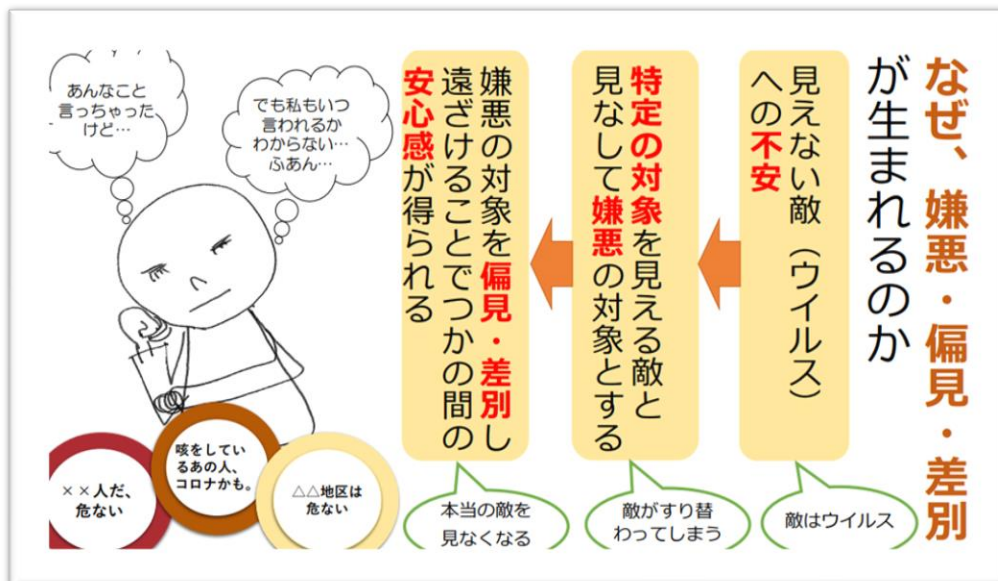 なぜ、嫌悪・偏見・差別
が生まれるのか
見えない敵（ウイルス）
への不安
敵はウイルス
特定の対象を見える敵と
見なして嫌悪の対象とする
敵がすり替
わってしまう
嫌悪の対象を偏見・差別し
遠ざけることでつかの間の
安心感が得られる
本当の敵を
見なくなる
でも私もいつ
言われるか
わからない…
ふあん…
あんなこと
言っちゃった
けど…
××人だ、
危ない
咳をしてい
るあの人、
コロナかも。
△△地区は
危ない